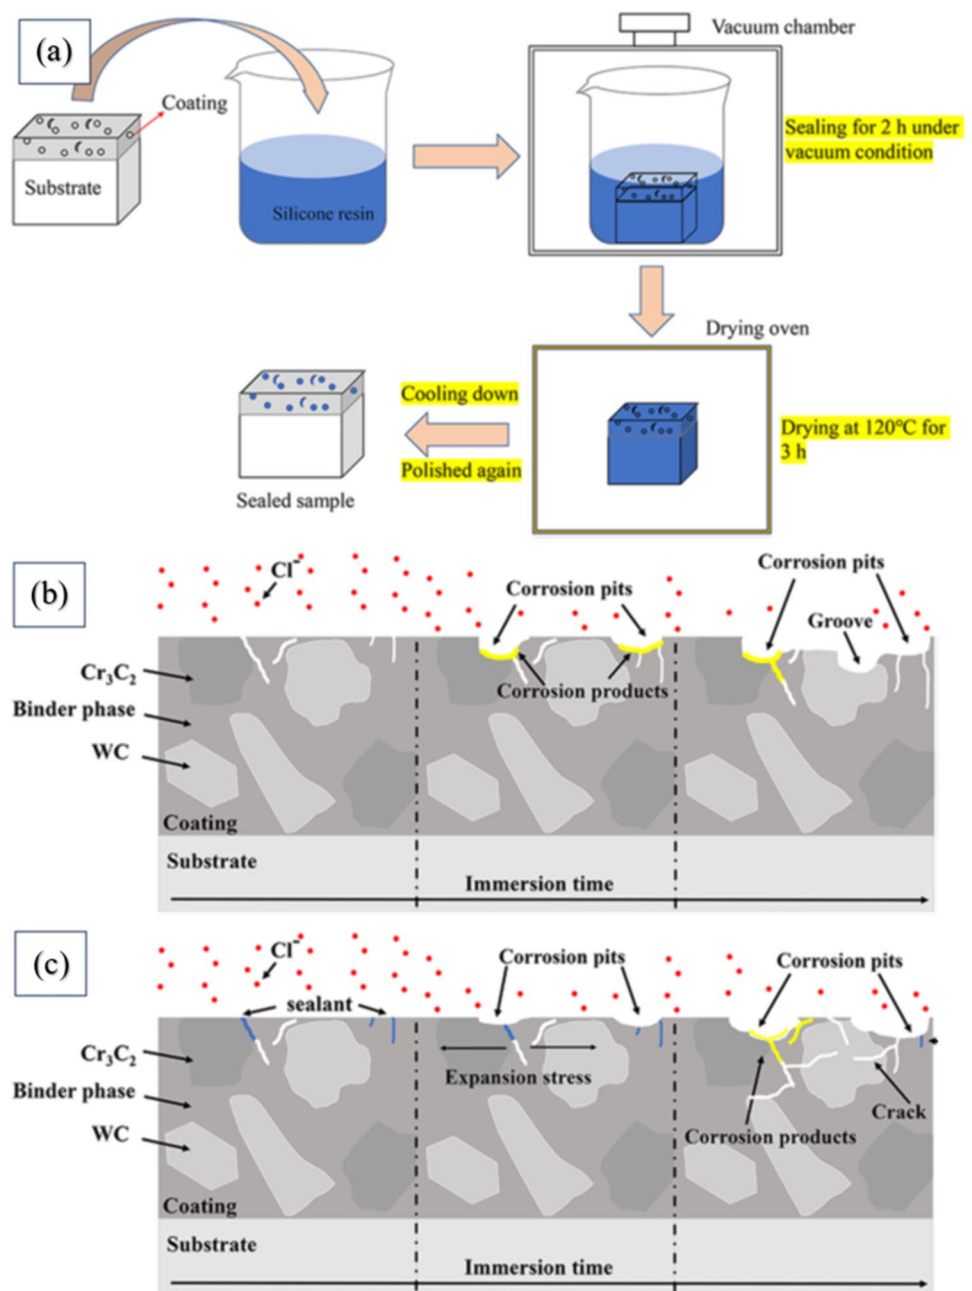 (a)
Vacuum chamber
Coating
Sealing for 2 h under
vacuum condition
Substrate
Silicone resin
Drying oven
Cooling down
Drying at 120℃ for
3 h
Polished again
Sealed sample
(b)
Cl⁻
Corrosion pits
Corrosion pits
Groove
Cr₃C₂
Corrosion products
Binder phase
WC
Coating
Substrate
Immersion time
(c)
Cl⁻
Corrosion pits
Corrosion pits
sealant
Cr₃C₂
Expansion stress
Binder phase
Crack
WC
Corrosion products
Coating
Substrate
Immersion time